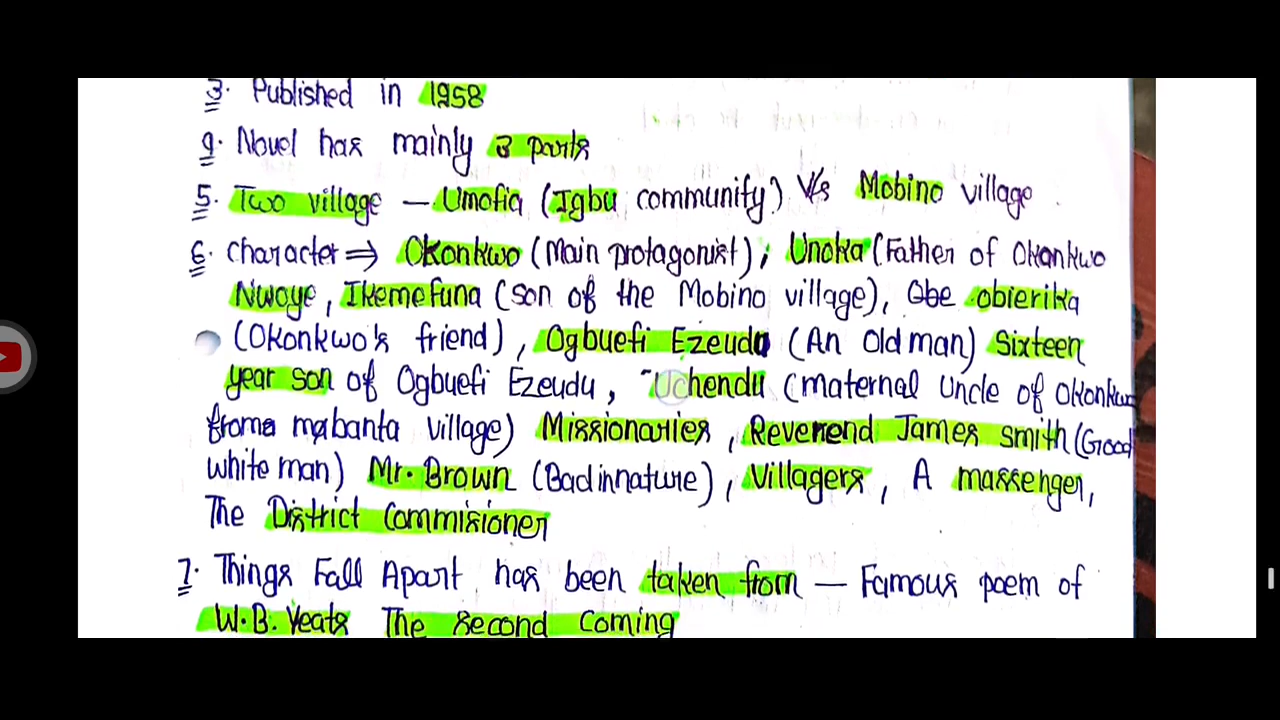 3. Published in 1958
4. Novel has mainly 3 parts
5. Two village — Umofia (Igbu community) V/s Mobino village
6. Character ⇒ Okonkwo (Main protagonist); Unoka (Father of Okonkwo
Nwoye, Ikemefuna (son of the Mobino village), Obe obierika
(Okonkwo's friend), Ogbuefi Ezeudu (An Old man) Sixteen
year son of Ogbuefi Ezeudu, Uchendu (maternal Uncle of Okonkwo
from mabanta village) Missionaries, Reverend James smith (Good
white man) Mr. Brown (Bad in nature), Villagers, A massenger,
The District Commisioner
7. Things Fall Apart has been taken from — Famous poem of
W.B. Yeats The second Coming